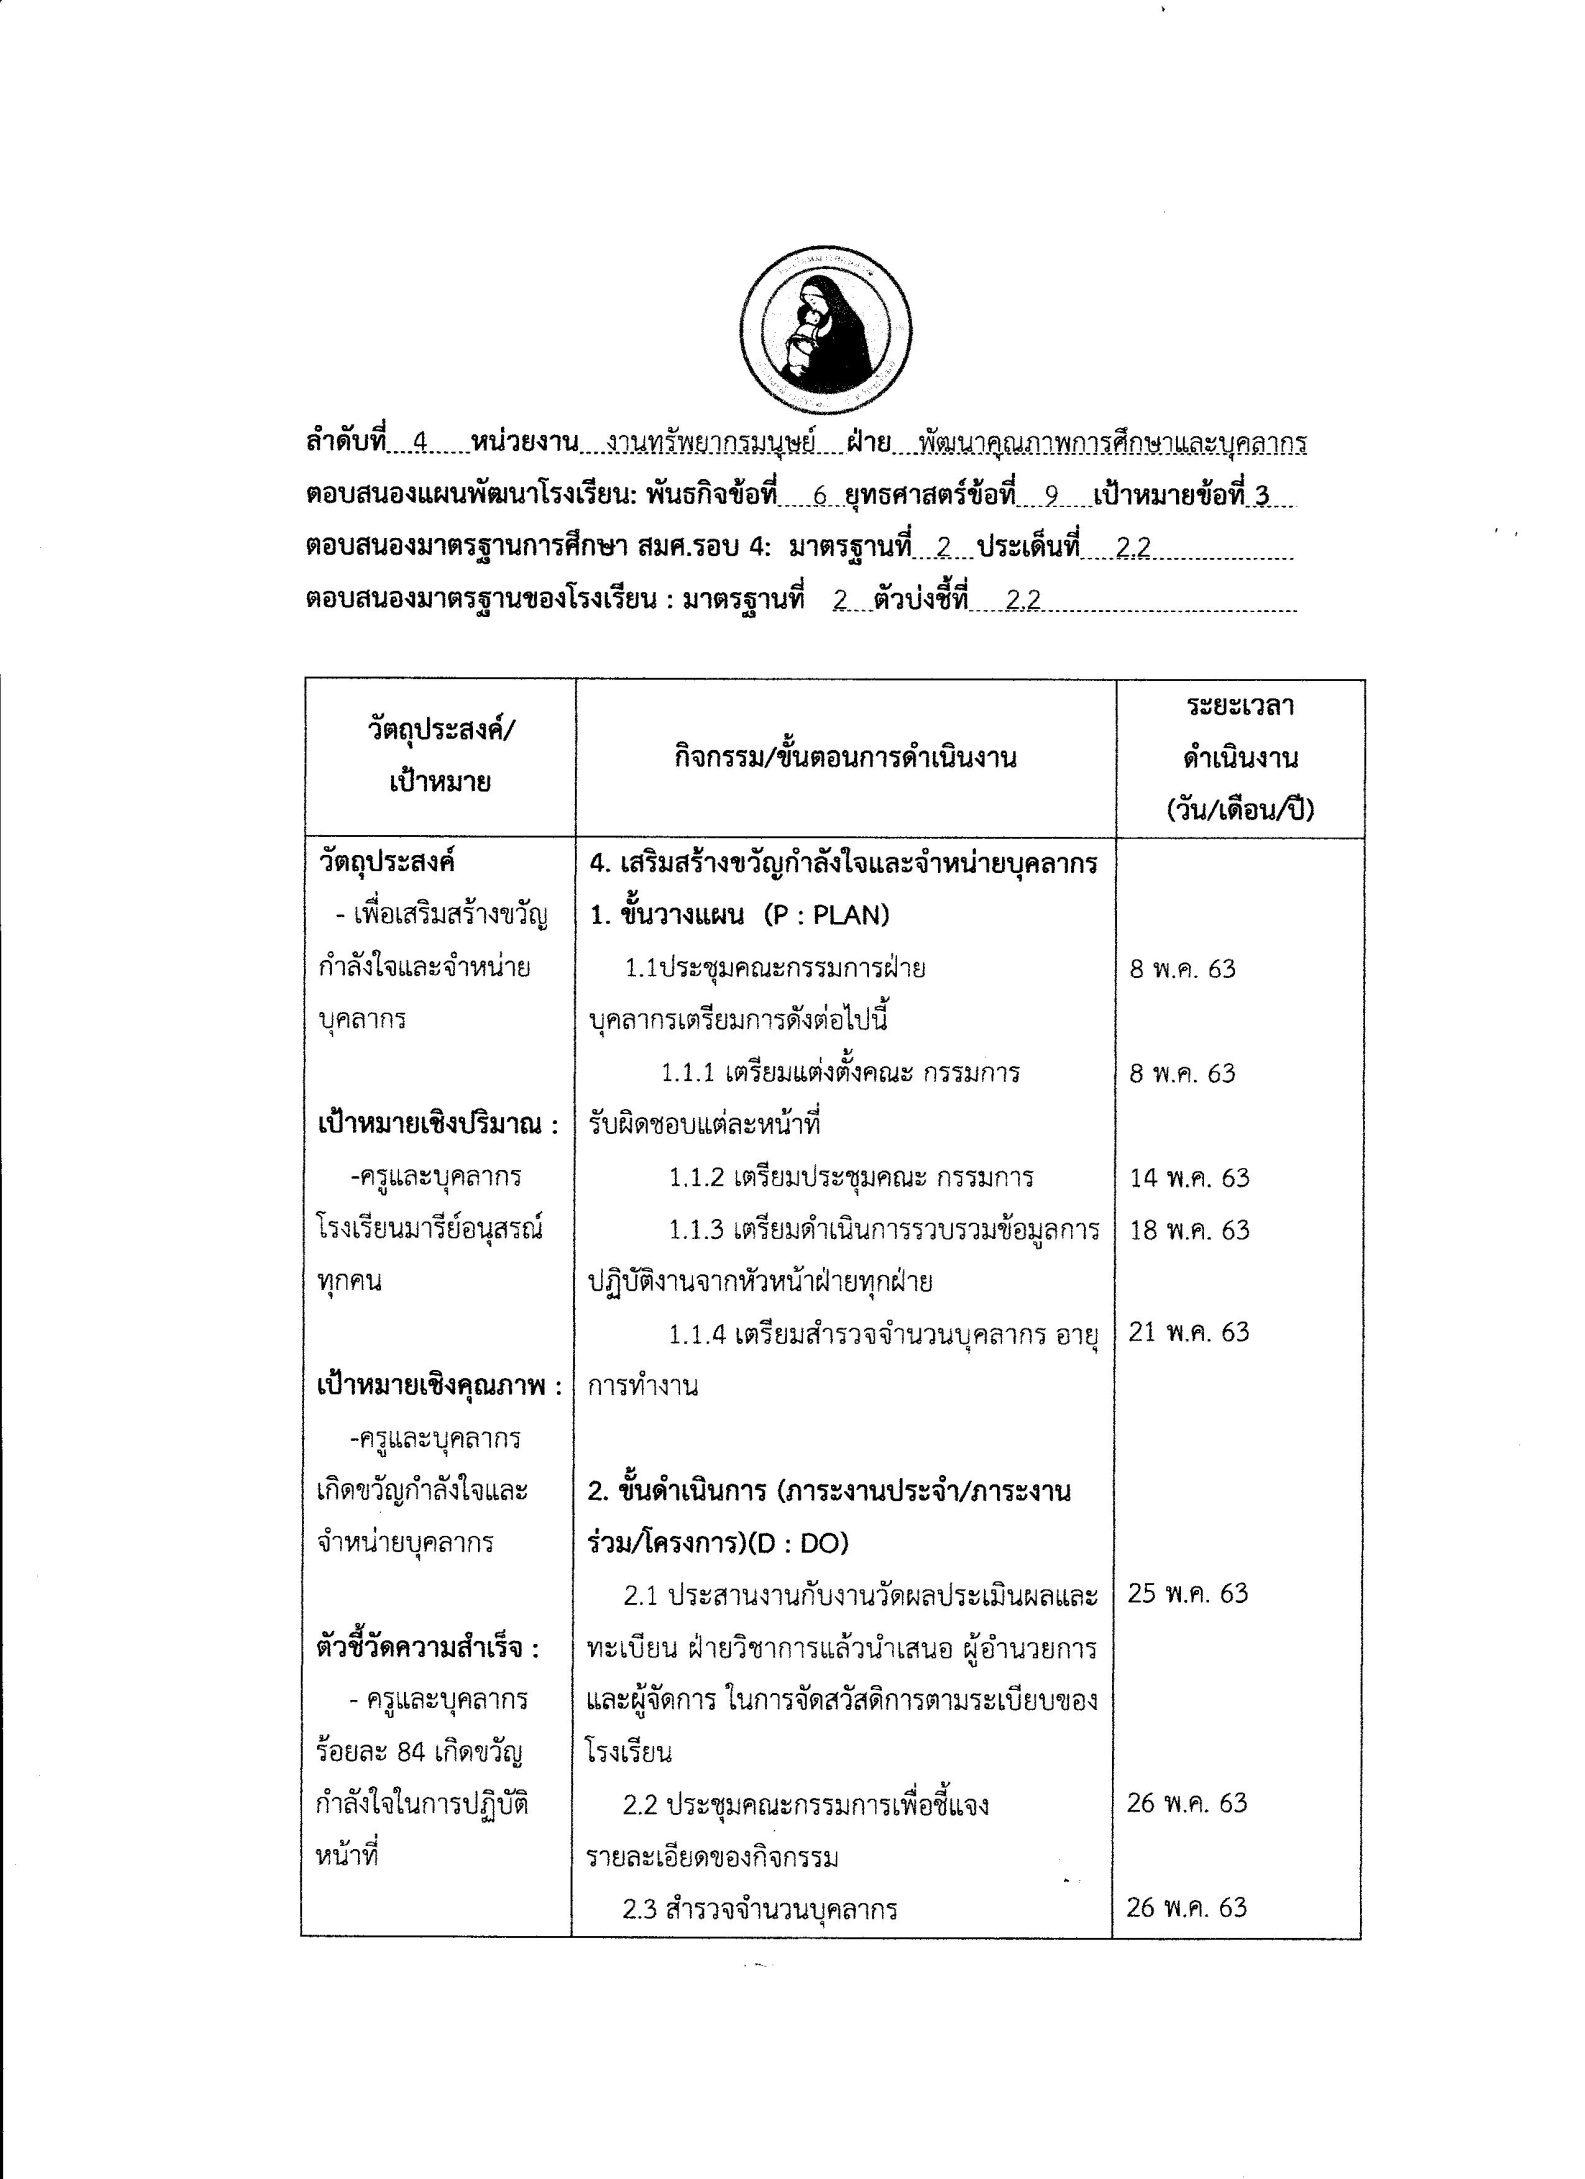 ลำดับที่....4......หน่วยงาน....งานทรัพยากรมนุษย์....ฝ่าย....พัฒนาคุณภาพการศึกษาและบุคลากร
ตอบสนองแผนพัฒนาโรงเรียน: พันธกิจข้อที่.....6...ยุทธศาสตร์ข้อที่....9.....เป้าหมายข้อที่.3....
ตอบสนองมาตรฐานการศึกษา สมศ.รอบ 4: มาตรฐานที่...2...ประเด็นที่.....2.2....................
ตอบสนองมาตรฐานของโรงเรียน : มาตรฐานที่ 2....ตัวบ่งชี้ที่.....2.2....................................
วัตถุประสงค์/
เป้าหมาย
กิจกรรม/ขั้นตอนการดำเนินงาน
ระยะเวลา
ดำเนินงาน
(วัน/เดือน/ปี)
วัตถุประสงค์
- เพื่อเสริมสร้างขวัญ
กำลังใจและจำหน่าย
บุคลากร
เป้าหมายเชิงปริมาณ :
-ครูและบุคลากร
โรงเรียนมารีย์อนุสรณ์
ทุกคน
เป้าหมายเชิงคุณภาพ :
-ครูและบุคลากร
เกิดขวัญกำลังใจและ
จำหน่ายบุคลากร
ตัวชี้วัดความสำเร็จ :
- ครูและบุคลากร
ร้อยละ 84 เกิดขวัญ
กำลังใจในการปฏิบัติ
หน้าที่
4. เสริมสร้างขวัญกำลังใจและจำหน่ายบุคลากร
1. ขั้นวางแผน (P : PLAN)
1.1ประชุมคณะกรรมการฝ่าย
บุคลากรเตรียมการดังต่อไปนี้
1.1.1 เตรียมแต่งตั้งคณะ กรรมการ
รับผิดชอบแต่ละหน้าที่
1.1.2 เตรียมประชุมคณะ กรรมการ
1.1.3 เตรียมดำเนินการรวบรวมข้อมูลการ
ปฏิบัติงานจากหัวหน้าฝ่ายทุกฝ่าย
1.1.4 เตรียมสำรวจจำนวนบุคลากร อายุ
การทำงาน
2. ขั้นดำเนินการ (ภาระงานประจำ/ภาระงาน
ร่วม/โครงการ)(D : DO)
2.1 ประสานงานกับงานวัดผลประเมินผลและ
ทะเบียน ฝ่ายวิชาการแล้วนำเสนอ ผู้อำนวยการ
และผู้จัดการ ในการจัดสวัสดิการตามระเบียบของ
โรงเรียน
2.2 ประชุมคณะกรรมการเพื่อชี้แจง
รายละเอียดของกิจกรรม
2.3 สำรวจจำนวนบุคลากร
8 พ.ค. 63
8 พ.ค. 63
14 พ.ค. 63
18 พ.ค. 63
21 พ.ค. 63
25 พ.ค. 63
26 พ.ค. 63
26 พ.ค. 63